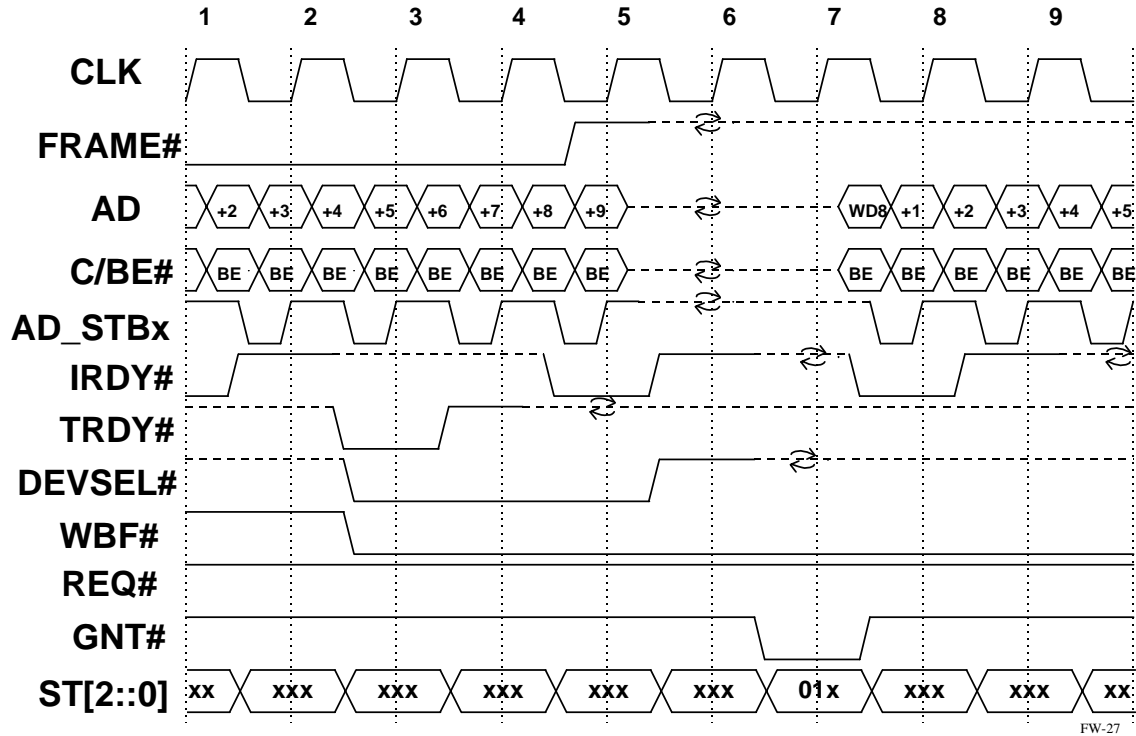 1 2 3 4 5 6 7 8 9
CLK
FRAME#
AD +2 +3 +4 +5 +6 +7 +8 +9 WD8 +1 +2 +3 +4 +5
C/BE# BE BE BE BE BE BE BE BE BE BE BE BE BE BE
AD_STBx
IRDY#
TRDY#
DEVSEL#
WBF#
REQ#
GNT#
ST[2::0] xx xxx xxx xxx xxx xxx 01x xxx xxx xx
FW-27